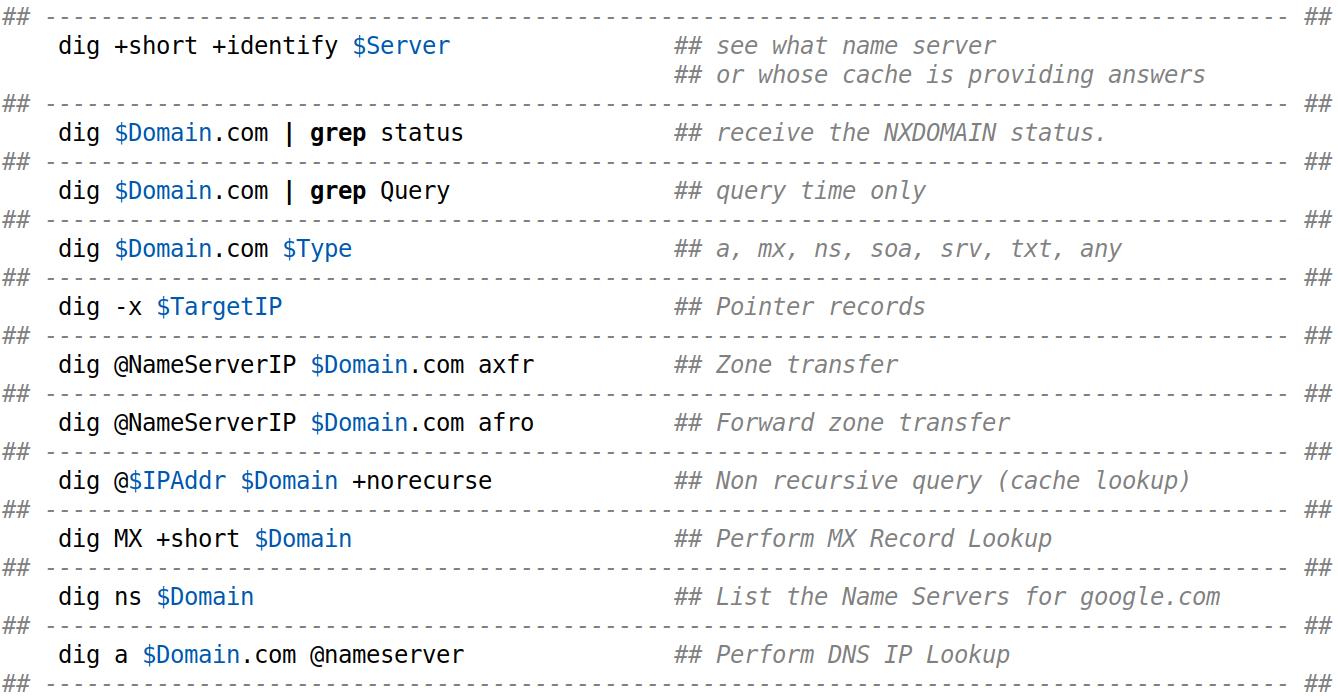 ## ----------------------------------------------------------------------------------------- ##
dig +short +identify $Server ## see what name server
## or whose cache is providing answers
## ----------------------------------------------------------------------------------------- ##
dig $Domain.com | grep status ## receive the NXDOMAIN status.
## ----------------------------------------------------------------------------------------- ##
dig $Domain.com | grep Query ## query time only
## ----------------------------------------------------------------------------------------- ##
dig $Domain.com $Type ## a, mx, ns, soa, srv, txt, any
## ----------------------------------------------------------------------------------------- ##
dig -x $TargetIP ## Pointer records
## ----------------------------------------------------------------------------------------- ##
dig @NameServerIP $Domain.com axfr ## Zone transfer
## ----------------------------------------------------------------------------------------- ##
dig @NameServerIP $Domain.com afro ## Forward zone transfer
## ----------------------------------------------------------------------------------------- ##
dig @$IPAddr $Domain +norecurse ## Non recursive query (cache lookup)
## ----------------------------------------------------------------------------------------- ##
dig MX +short $Domain ## Perform MX Record Lookup
## ----------------------------------------------------------------------------------------- ##
dig ns $Domain ## List the Name Servers for google.com
## ----------------------------------------------------------------------------------------- ##
dig a $Domain.com @nameserver ## Perform DNS IP Lookup
## ----------------------------------------------------------------------------------------- ##